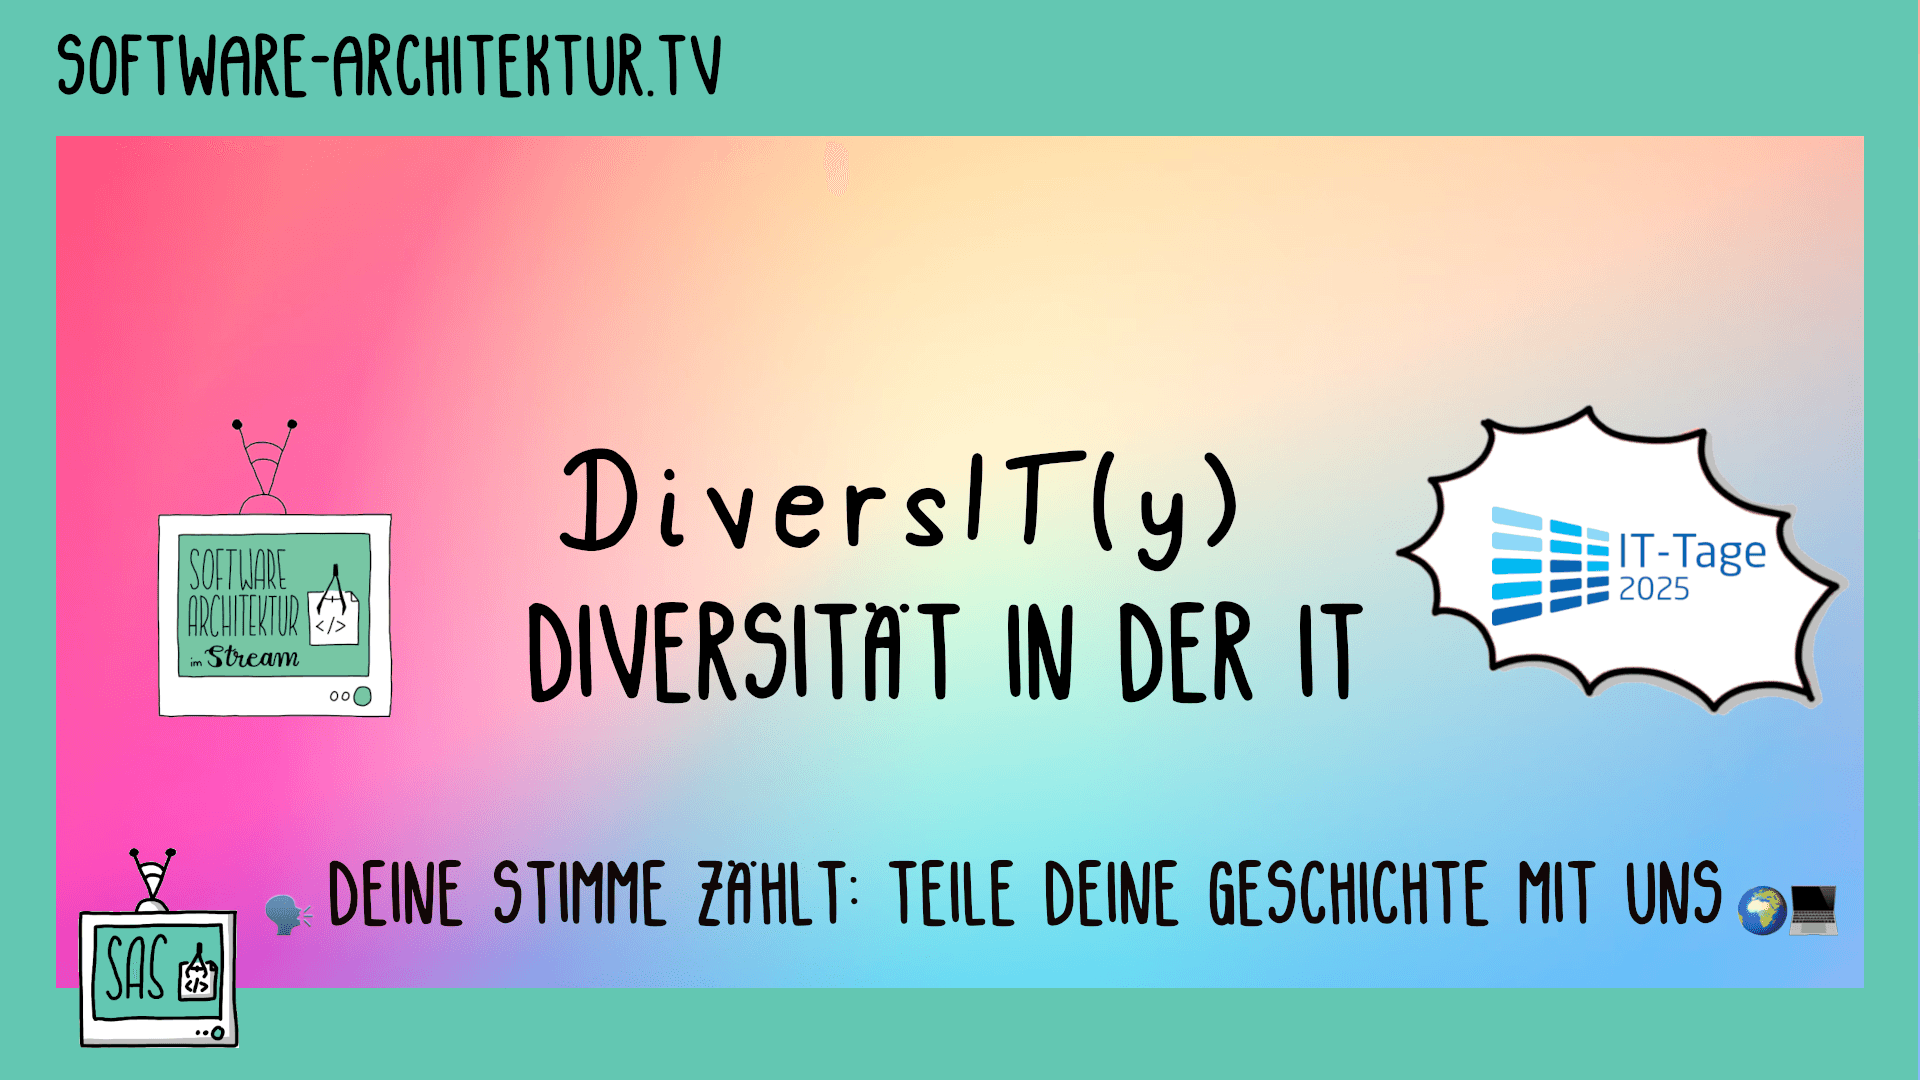 SOFTWARE-ARCHITEKTUR.TV
DiversIT(y)
DIVERSITÄT IN DER IT
SOFTWARE
ARCHITEKTUR
</>
im Stream
IT-Tage
2025
DEINE STIMME ZÄHLT: TEILE DEINE GESCHICHTE MIT UNS
SAS
</>